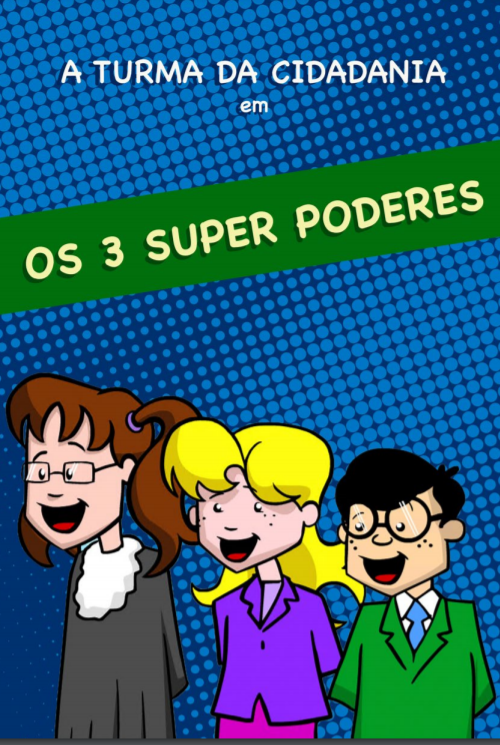 A TURMA DA CIDADANIA
em
OS 3 SUPER PODERES